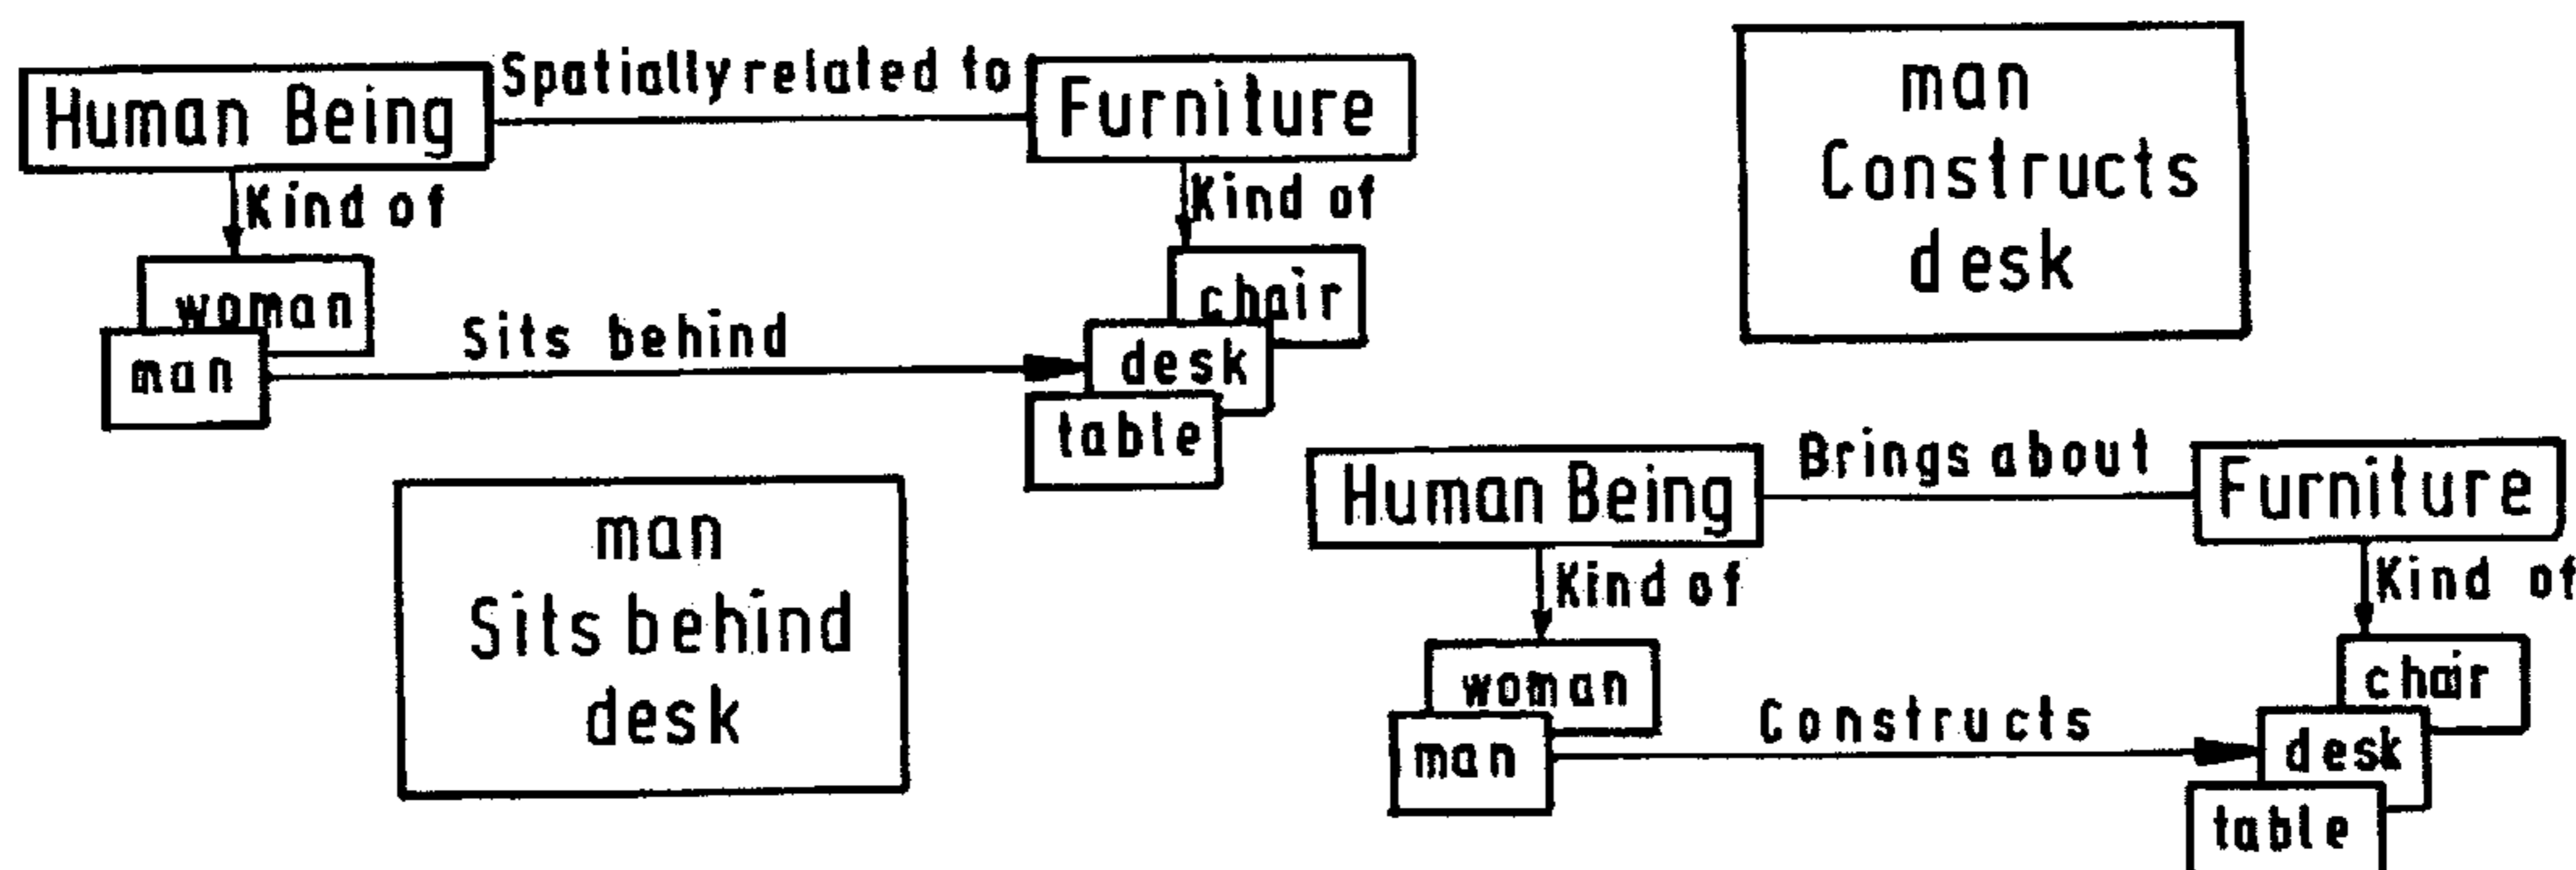 Human Being
Spatially related to
Furniture
Kind of
Kind of
woman
man
Sits behind
chair
desk
table
man
Sits behind
desk
man
Constructs
desk
Human Being
Brings about
Furniture
Kind of
Kind of
woman
man
Constructs
chair
desk
table